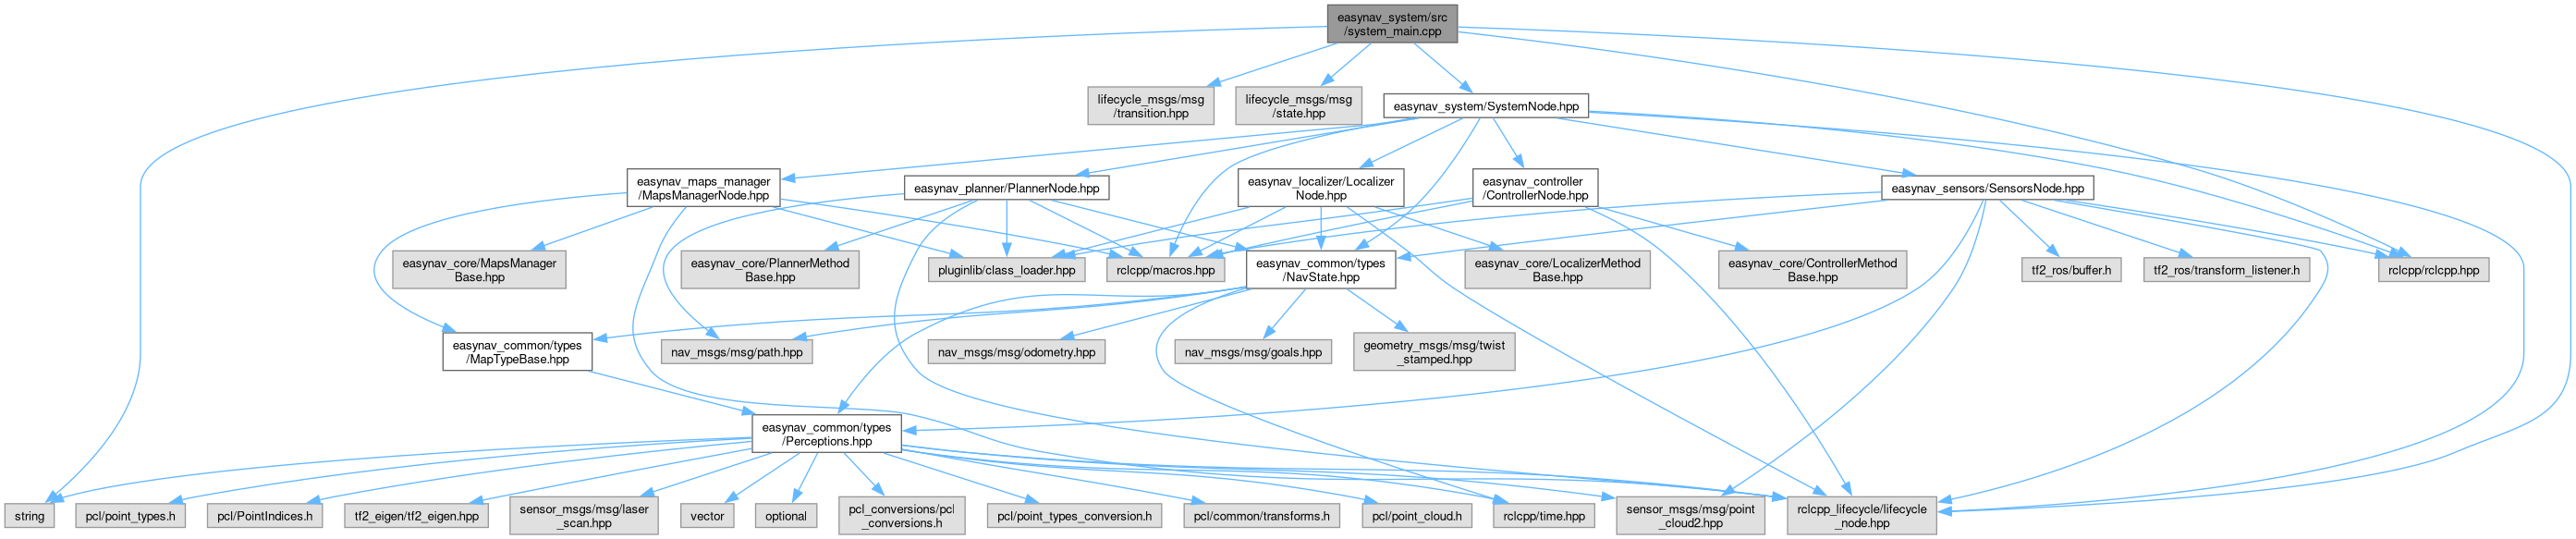 easynav_system/src
/system_main.cpp
lifecycle_msgs/msg
/transition.hpp
lifecycle_msgs/msg
/state.hpp
easynav_system/SystemNode.hpp
easynav_maps_manager
/MapsManagerNode.hpp
easynav_planner/PlannerNode.hpp
easynav_localizer/Localizer
Node.hpp
easynav_controller
/ControllerNode.hpp
easynav_sensors/SensorsNode.hpp
easynav_core/MapsManager
Base.hpp
easynav_core/PlannerMethod
Base.hpp
pluginlib/class_loader.hpp
rclcpp/macros.hpp
easynav_common/types
/NavState.hpp
easynav_core/LocalizerMethod
Base.hpp
easynav_core/ControllerMethod
Base.hpp
tf2_ros/buffer.h
tf2_ros/transform_listener.h
rclcpp/rclcpp.hpp
easynav_common/types
/MapTypeBase.hpp
nav_msgs/msg/path.hpp
nav_msgs/msg/odometry.hpp
nav_msgs/msg/goals.hpp
geometry_msgs/msg/twist
_stamped.hpp
easynav_common/types
/Perceptions.hpp
string
pcl/point_types.h
pcl/PointIndices.h
tf2_eigen/tf2_eigen.hpp
sensor_msgs/msg/laser
_scan.hpp
vector
optional
pcl_conversions/pcl
_conversions.h
pcl/point_types_conversion.h
pcl/common/transforms.h
pcl/point_cloud.h
rclcpp/time.hpp
sensor_msgs/msg/point
_cloud2.hpp
rclcpp_lifecycle/lifecycle
_node.hpp